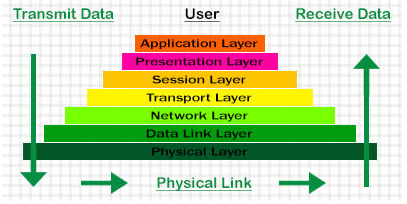 Transmit Data User Receive Data
Application Layer
Presentation Layer
Session Layer
Transport Layer
Network Layer
Data Link Layer
Physical Layer
Physical Link